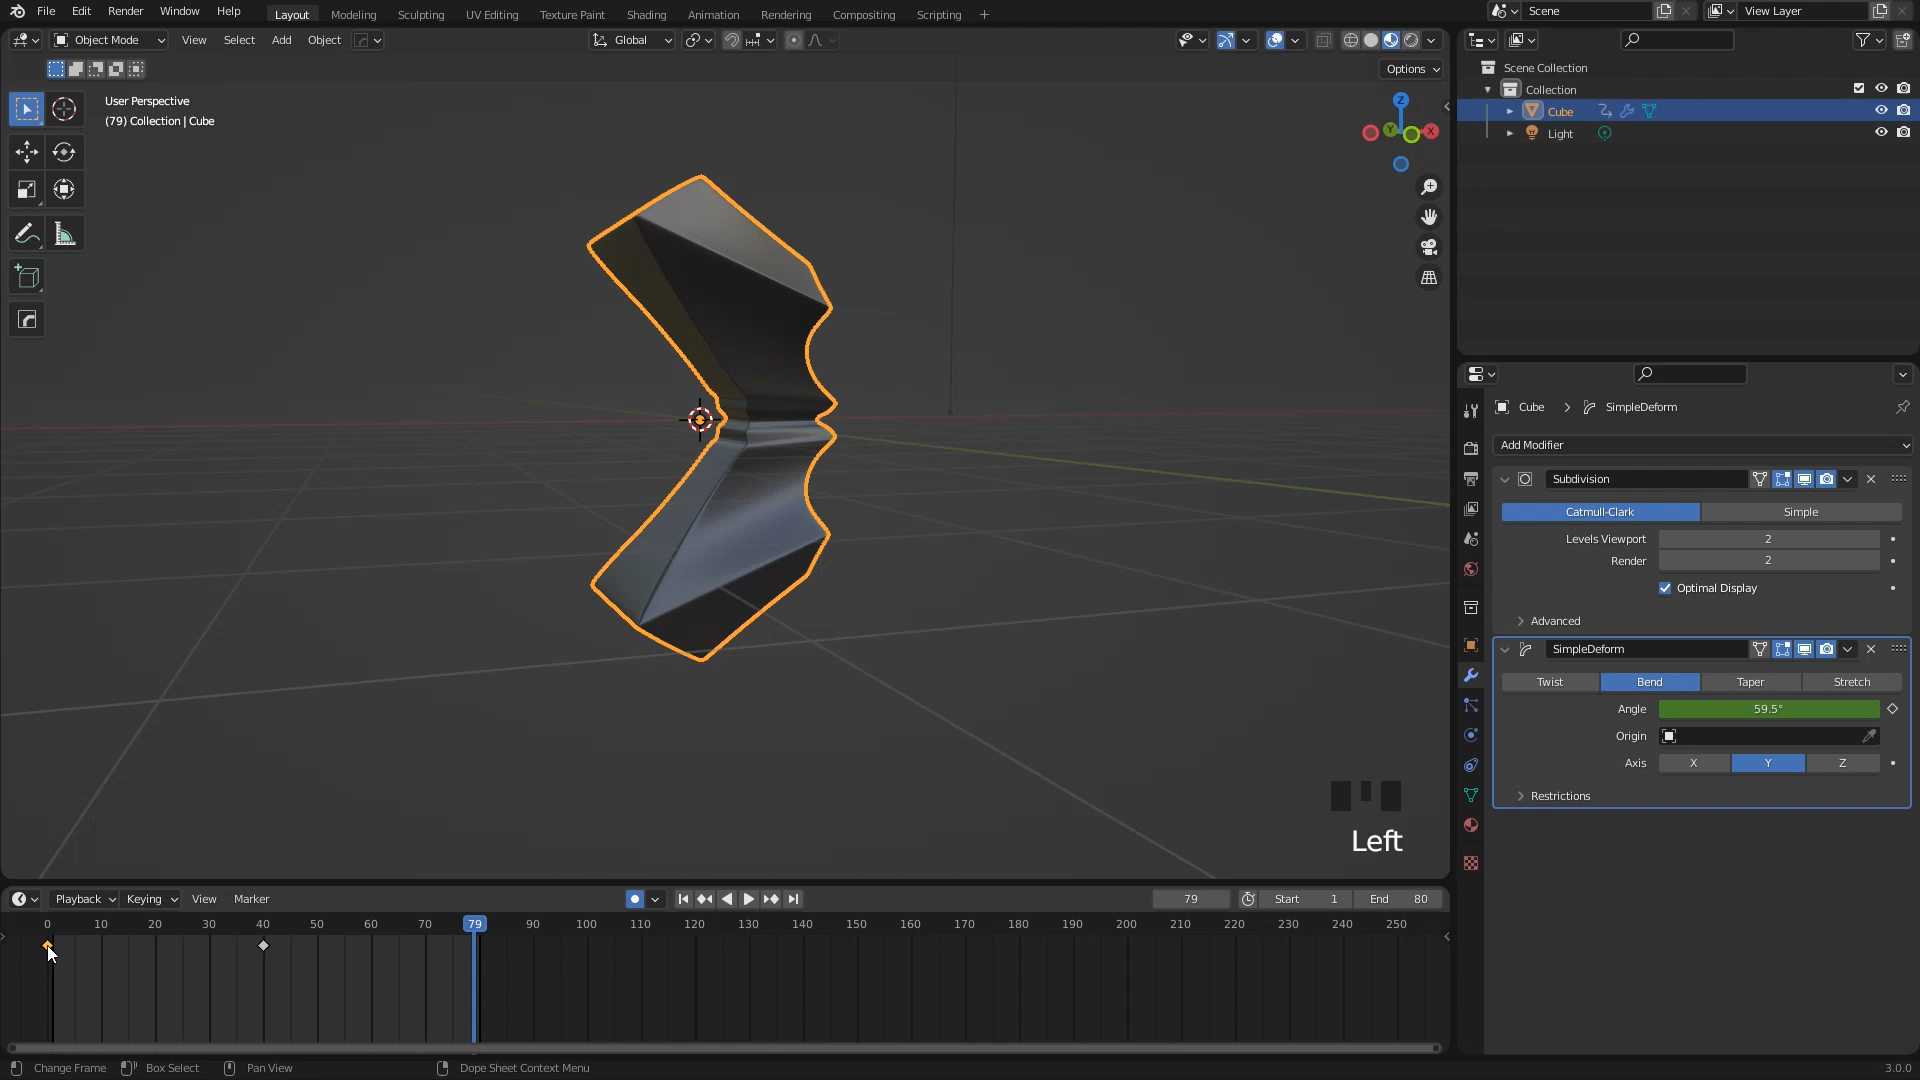 File Edit Render Window Help Layout Modeling Sculpting UV Editing Texture Paint Shading Animation Rendering Compositing Scripting + Scene View Layer
Object Mode View Select Add Object Global
Options
User Perspective
(79) Collection | Cube
Z
Y
X
Scene Collection
Collection
Cube
Light
Cube > SimpleDeform
Add Modifier
Subdivision
Catmull-Clark Simple
Levels Viewport 2
Render 2
Optimal Display
Advanced
SimpleDeform
Twist Bend Taper Stretch
Angle 59.5°
Origin
Axis X Y Z
Restrictions
Left
Playback Keying View Marker 79 Start 1 End 80
0 10 20 30 40 50 60 70 79 90 100 110 120 130 140 150 160 170 180 190 200 210 220 230 240 250
Change Frame Box Select Pan View Dope Sheet Context Menu 3.0.0